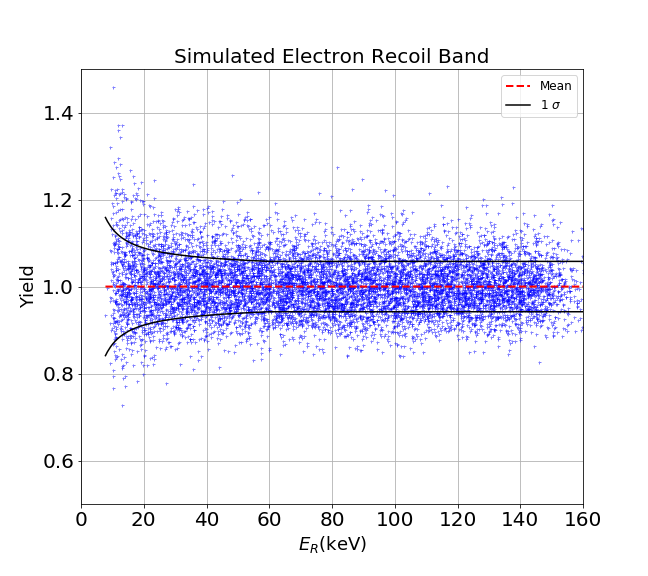 Simulated Electron Recoil Band
Mean
1 σ
Yield
1.4
1.2
1.0
0.8
0.6
0 20 40 60 80 100 120 140 160
E_R(keV)